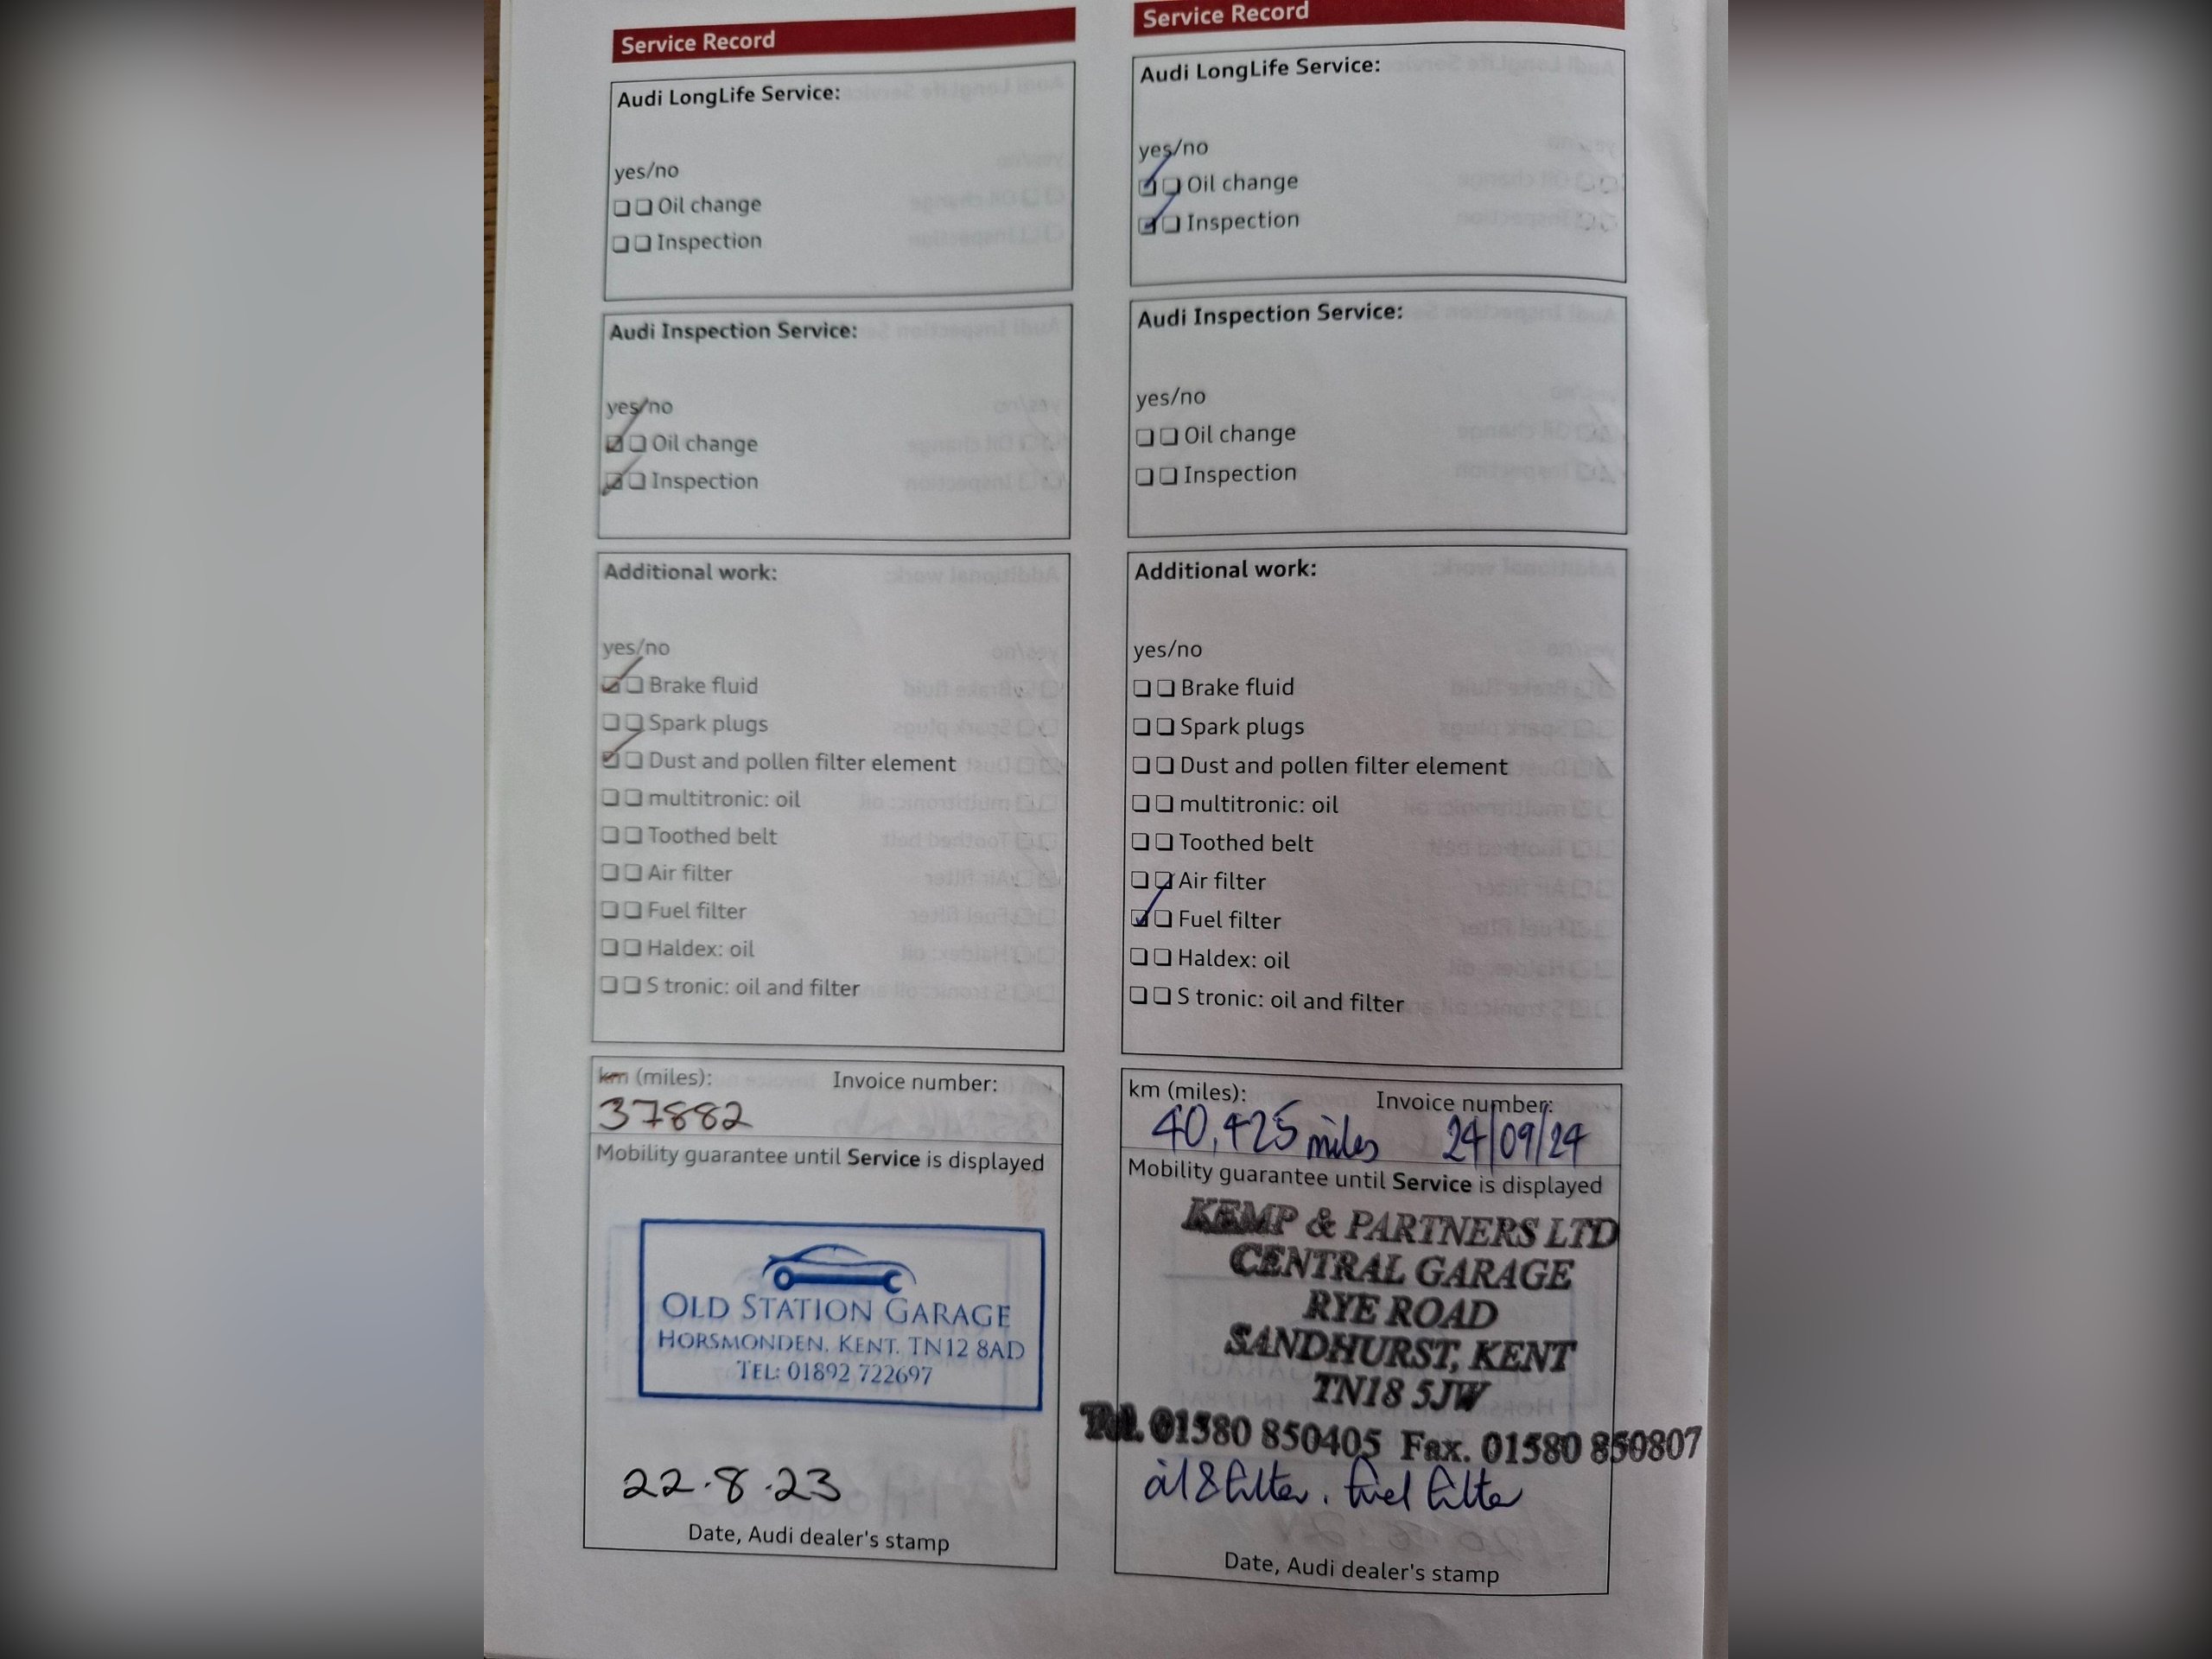 Service Record
Audi LongLife Service:
yes/no
Oil change
Inspection
Audi Inspection Service:
yes/no
Oil change
Inspection
Additional work:
yes/no
Brake fluid
Spark plugs
Dust and pollen filter element
multitronic: oil
Toothed belt
Air filter
Fuel filter
Haldex: oil
S tronic: oil and filter
km (miles): Invoice number:
37882
Mobility guarantee until Service is displayed
OLD STATION GARAGE
HORSMONDEN, KENT. TN12 8AD
TEL: 01892 722697
22.8.23
Date, Audi dealer's stamp
Service Record
Audi LongLife Service:
yes/no
Oil change
Inspection
Audi Inspection Service:
yes/no
Oil change
Inspection
Additional work:
yes/no
Brake fluid
Spark plugs
Dust and pollen filter element
multitronic: oil
Toothed belt
Air filter
Fuel filter
Haldex: oil
S tronic: oil and filter
km (miles): Invoice number:
40,425 miles 24/09/24
Mobility guarantee until Service is displayed
KEMP & PARTNERS LTD
CENTRAL GARAGE
RYE ROAD
SANDHURST, KENT
TN18 5JW
Tel. 01580 850405 Fax. 01580 850807
oil & filter. fuel filter
Date, Audi dealer's stamp